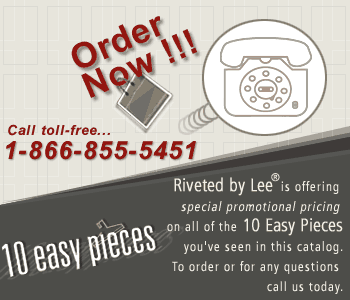 Order
Now !!!
Call toll-free...
1-866-855-5451
Riveted by Lee® is offering
special promotional pricing
on all of the 10 Easy Pieces
you've seen in this catalog.
To order or for any questions
call us today.
10 easy pieces